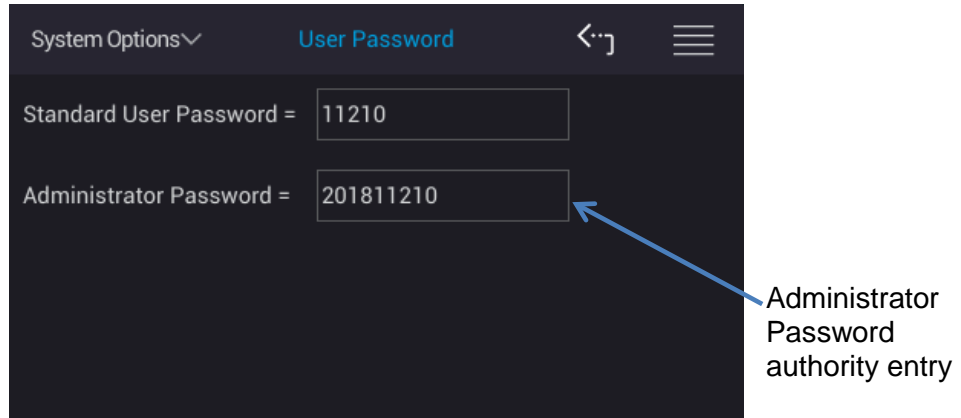 System Options User Password
Standard User Password = 11210
Administrator Password = 201811210
Administrator
Password
authority entry